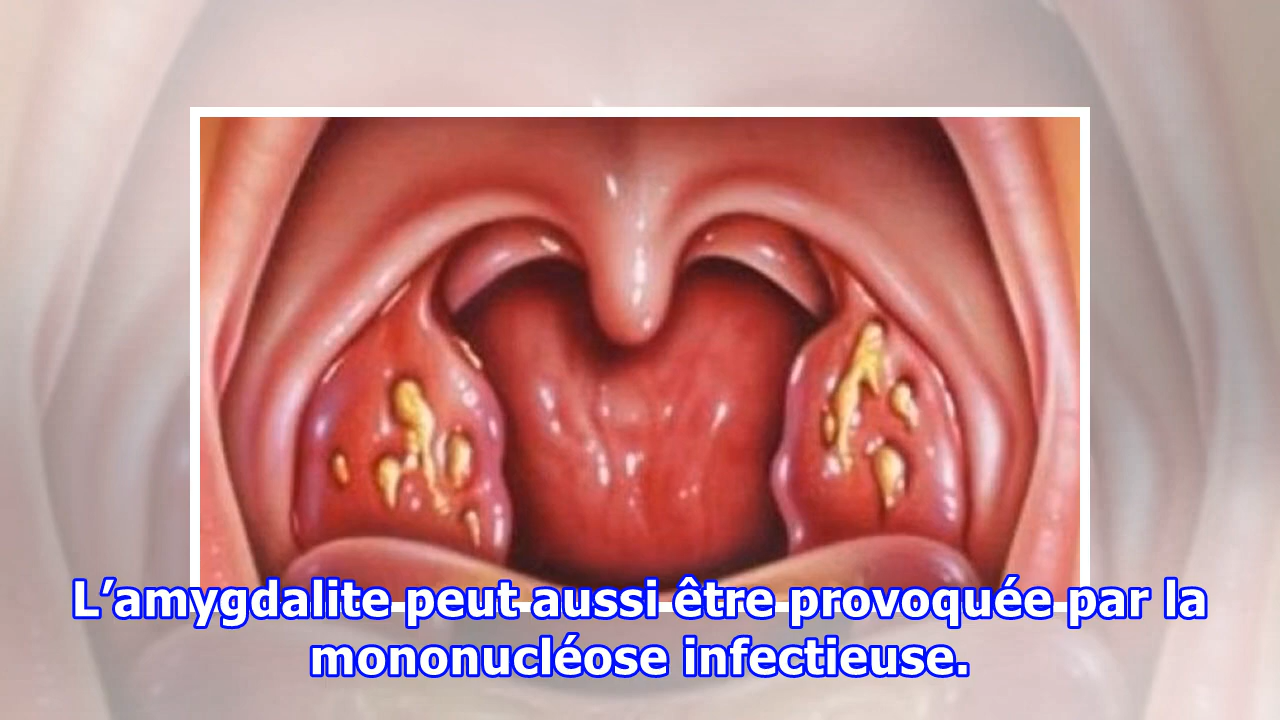 L’amygdalite peut aussi être provoquée par la
mononucléose infectieuse.